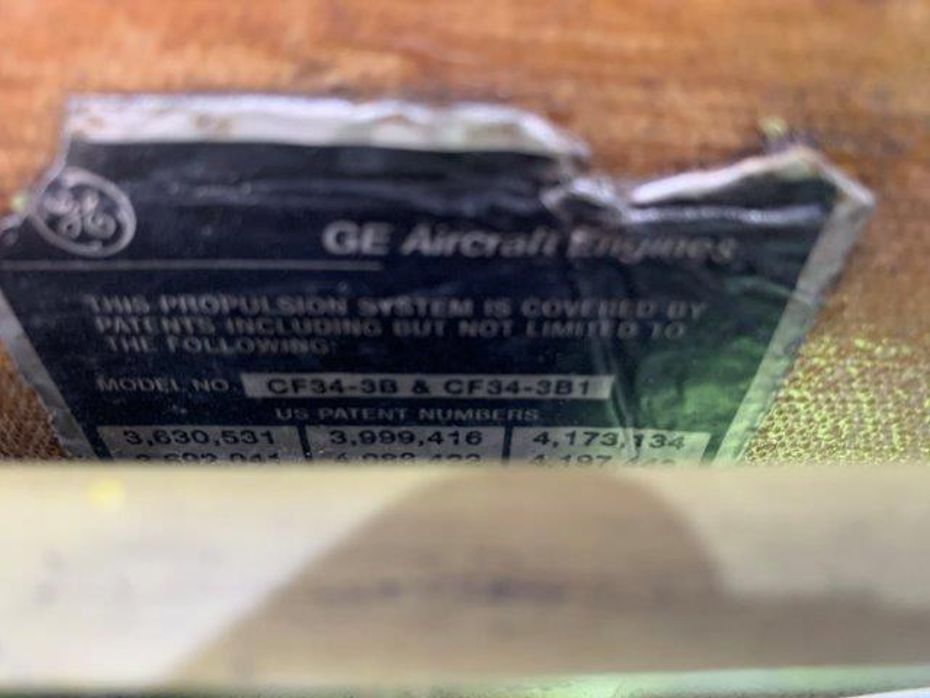 GE Aircraft Engines
THIS PROPULSION SYSTEM IS COVERED BY
PATENTS INCLUDING BUT NOT LIMITED TO
THE FOLLOWING:
MODEL NO. CF34-3B & CF34-3B1
US PATENT NUMBERS
3,630,531 3,999,416 4,173,134